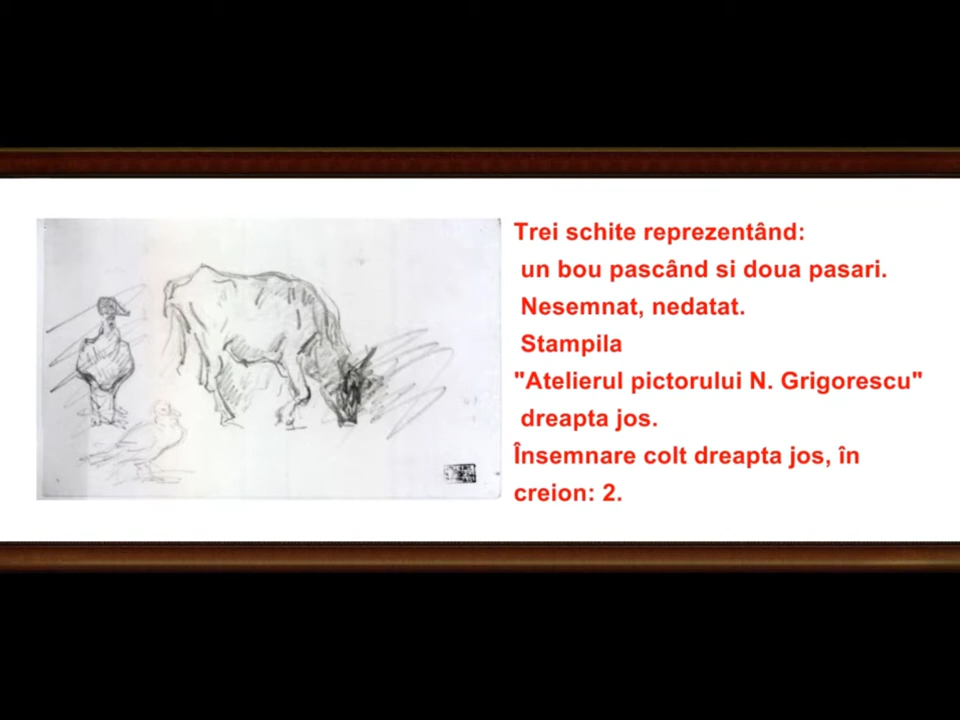 Trei schite reprezentând:
un bou pascând si doua pasari.
Nesemnat, nedatat.
Stampila
"Atelierul pictorului N. Grigorescu"
dreapta jos.
Însemnare colt dreapta jos, în
creion: 2.